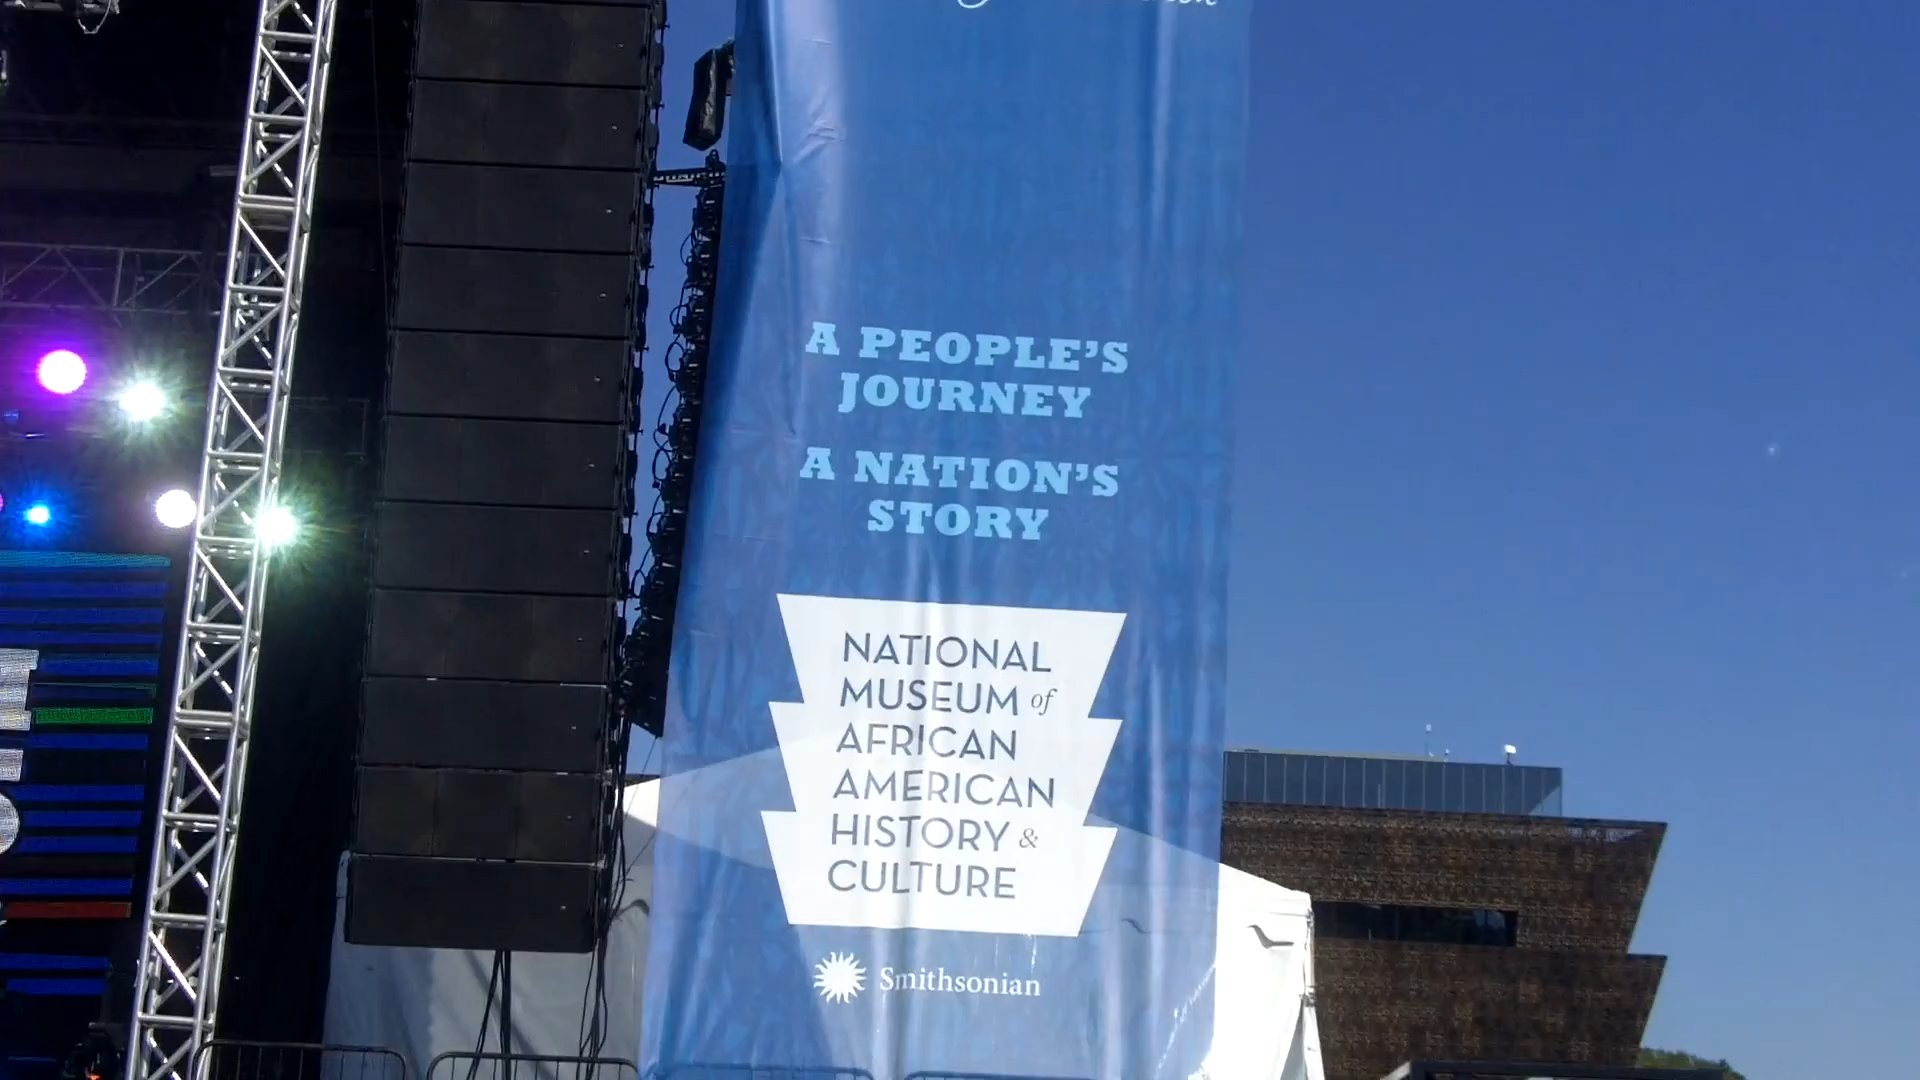 A PEOPLE'S
JOURNEY
A NATION'S
STORY
NATIONAL
MUSEUM of
AFRICAN
AMERICAN
HISTORY &
CULTURE
Smithsonian